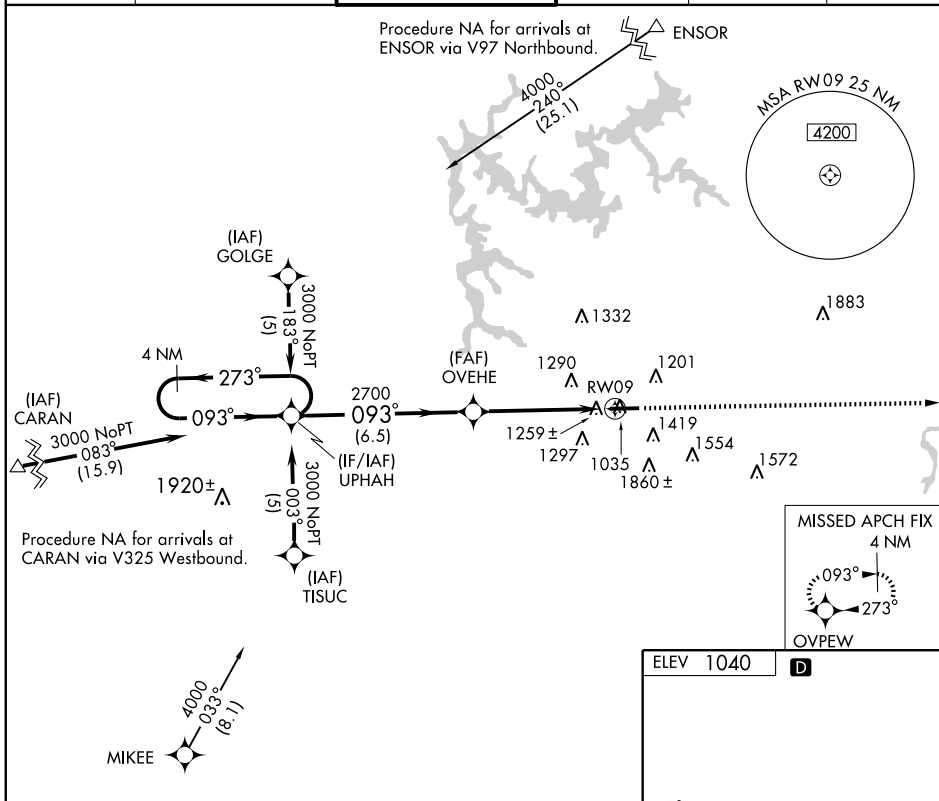 Procedure NA for arrivals at
ENSOR via V97 Northbound.
ENSOR
4000
240°
(25.1)
MSA RW09 25 NM
4200
(IAF)
GOLGE
3000 NoPT
183°
(5)
1332
1883
4 NM
273°
093°
(FAF)
OVEHE
1290
1201
RW09
2700
093°
(6.5)
(IAF)
CARAN
3000 NoPT
083°
(15.9)
(IF/IAF)
UPHAH
1259±
1297
1035
1419
1554
1860±
1572
1920±
3000 NoPT
003°
(5)
Procedure NA for arrivals at
CARAN via V325 Westbound.
(IAF)
TISUC
MISSED APCH FIX
4 NM
093°
273°
OVPEW
4000
033°
(8.1)
MIKEE
ELEV 1040
D